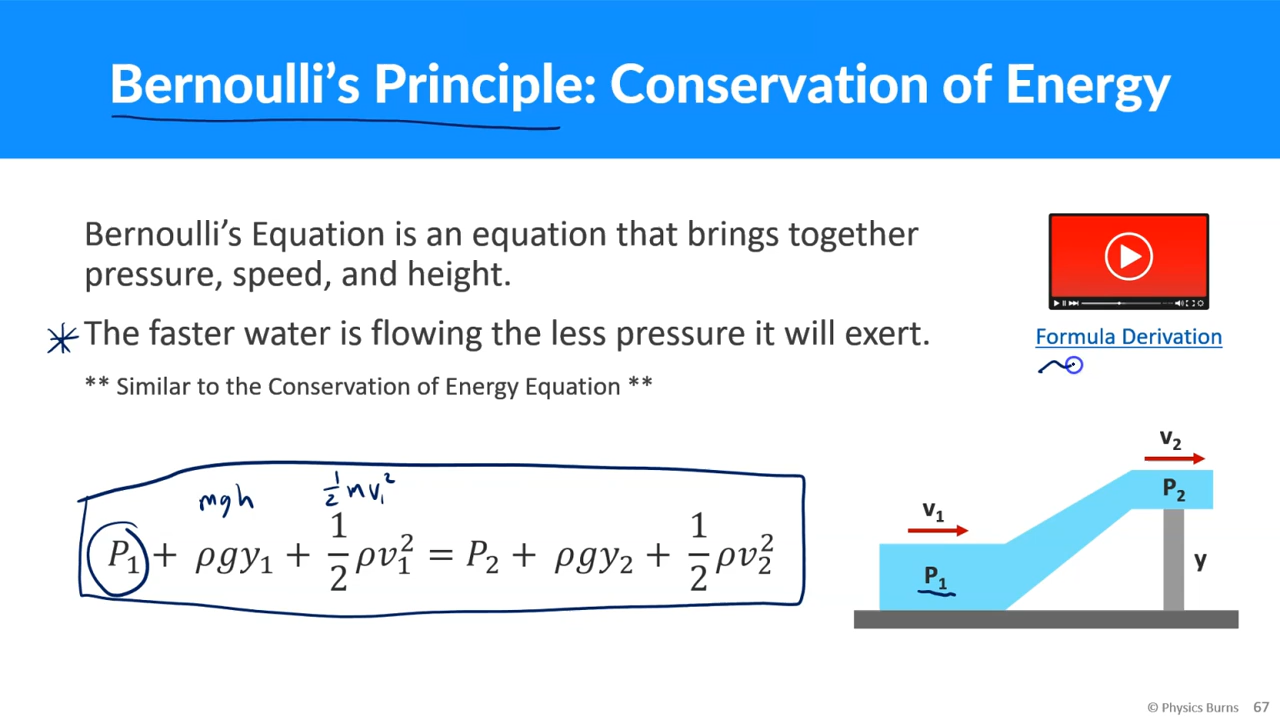 Bernoulli's Principle: Conservation of Energy
Bernoulli's Equation is an equation that brings together
pressure, speed, and height.
The faster water is flowing the less pressure it will exert.
** Similar to the Conservation of Energy Equation **
Formula Derivation
mgh ½mv₁²
P₁ + ρgy₁ + ½ρv₁² = P₂ + ρgy₂ + ½ρv₂²
v₂
P₂
v₁
P₁
y
© Physics Burns 67